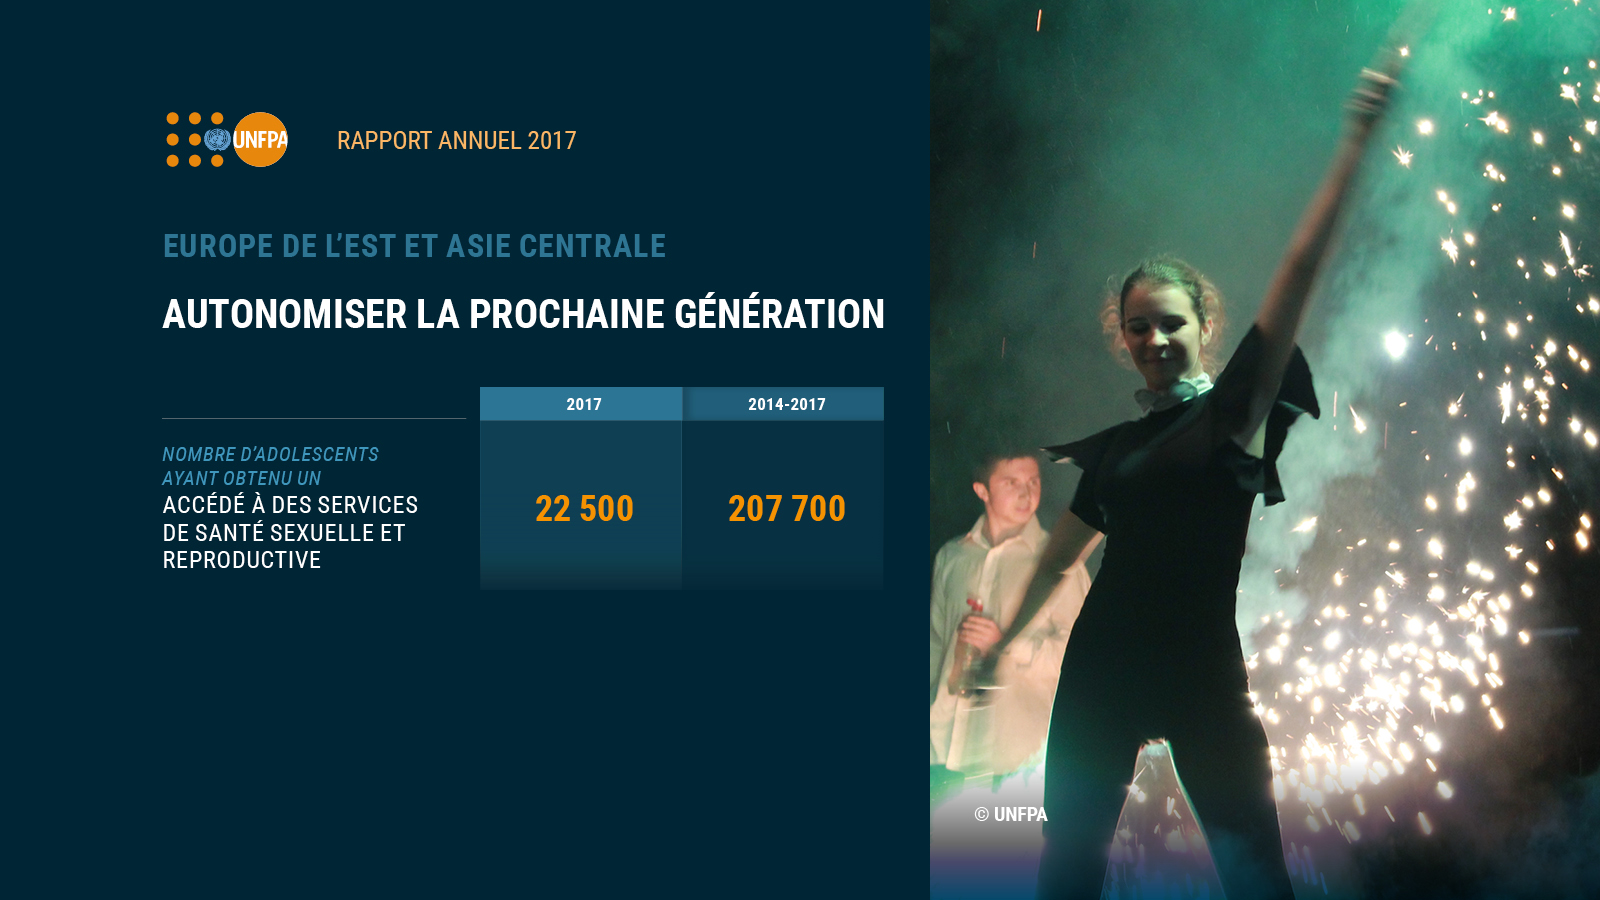 UNFPA
RAPPORT ANNUEL 2017
EUROPE DE L’EST ET ASIE CENTRALE
AUTONOMISER LA PROCHAINE GÉNÉRATION
2017
2014-2017
NOMBRE D’ADOLESCENTS
AYANT OBTENU UN
ACCÉDÉ À DES SERVICES
DE SANTÉ SEXUELLE ET
REPRODUCTIVE
22 500
207 700
© UNFPA